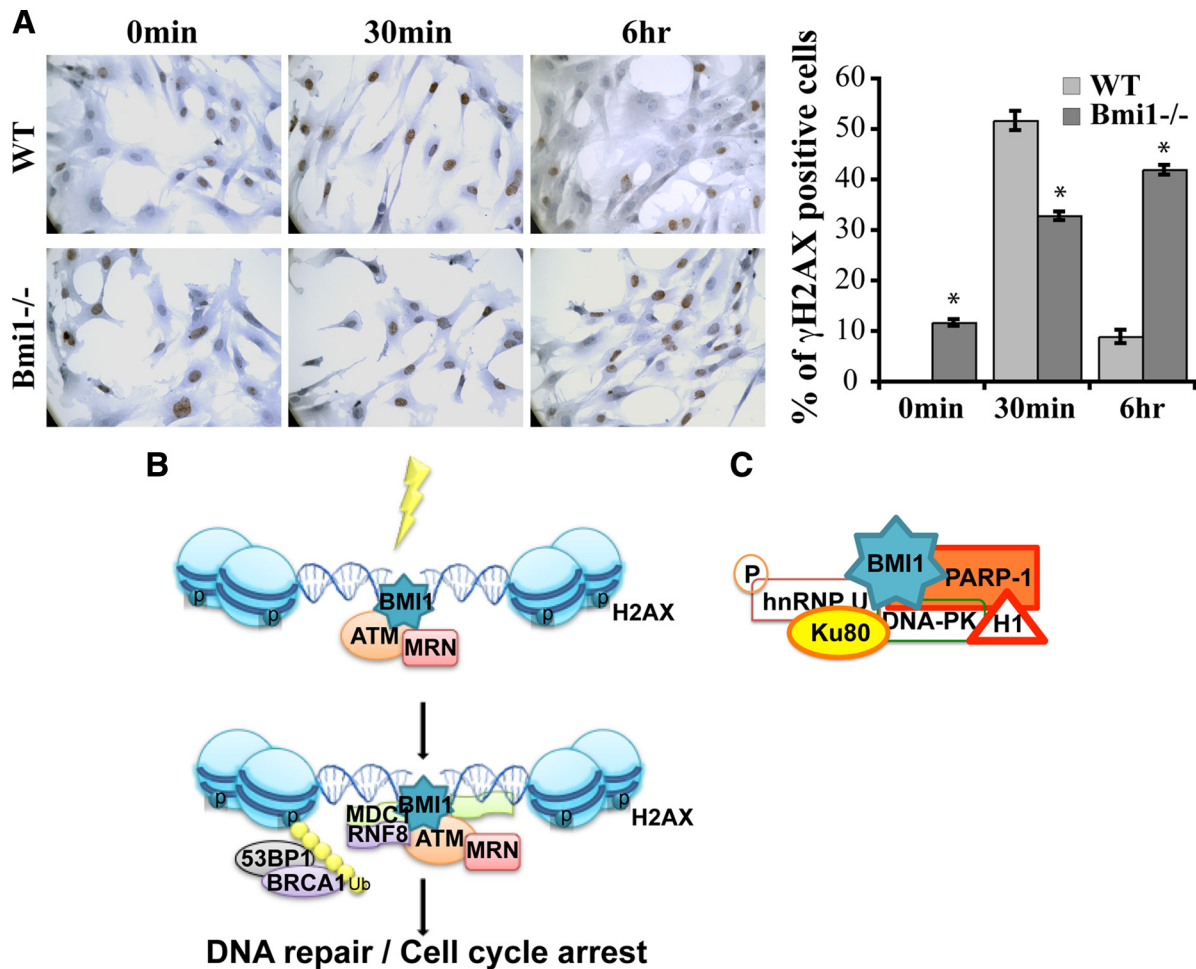 A
0min
30min
6hr
WT
Bmi1-/-
% of γH2AX positive cells
60
50
40
30
20
10
0
WT
Bmi1-/-
*
*
*
0min
30min
6hr
B
BMI1
ATM
MRN
p
p
p
p
H2AX
MDC1
BMI1
RNF8
ATM
MRN
p
p
p
p
H2AX
53BP1
BRCA1
Ub
DNA repair / Cell cycle arrest
C
P
BMI1
PARP-1
hnRNP U
DNA-PK
H1
Ku80